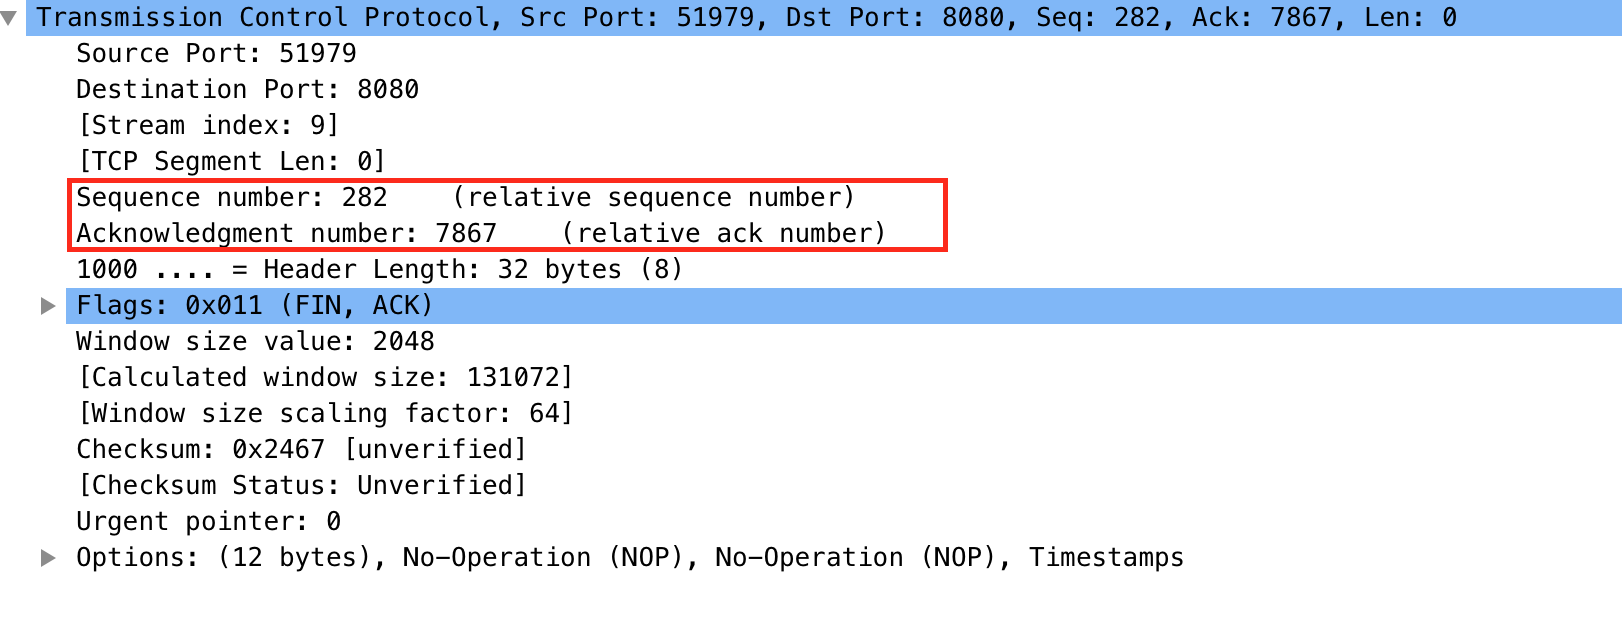 Transmission Control Protocol, Src Port: 51979, Dst Port: 8080, Seq: 282, Ack: 7867, Len: 0
Source Port: 51979
Destination Port: 8080
[Stream index: 9]
[TCP Segment Len: 0]
Sequence number: 282    (relative sequence number)
Acknowledgment number: 7867    (relative ack number)
1000 .... = Header Length: 32 bytes (8)
Flags: 0x011 (FIN, ACK)
Window size value: 2048
[Calculated window size: 131072]
[Window size scaling factor: 64]
Checksum: 0x2467 [unverified]
[Checksum Status: Unverified]
Urgent pointer: 0
Options: (12 bytes), No-Operation (NOP), No-Operation (NOP), Timestamps